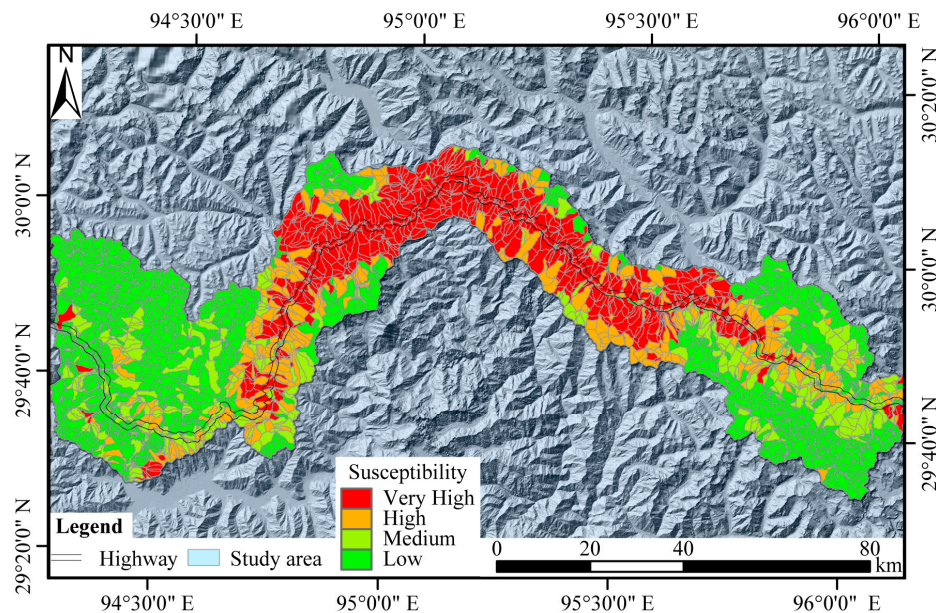 94°30'0" E 95°0'0" E 95°30'0" E 96°0'0" E
N
30°20'0" N
30°0'0" N
30°0'0" N
29°40'0" N
29°40'0" N
29°20'0" N
Susceptibility
Very High
High
Medium
Low
Legend
Highway Study area
0 20 40 80
km
94°30'0" E 95°0'0" E 95°30'0" E 96°0'0" E